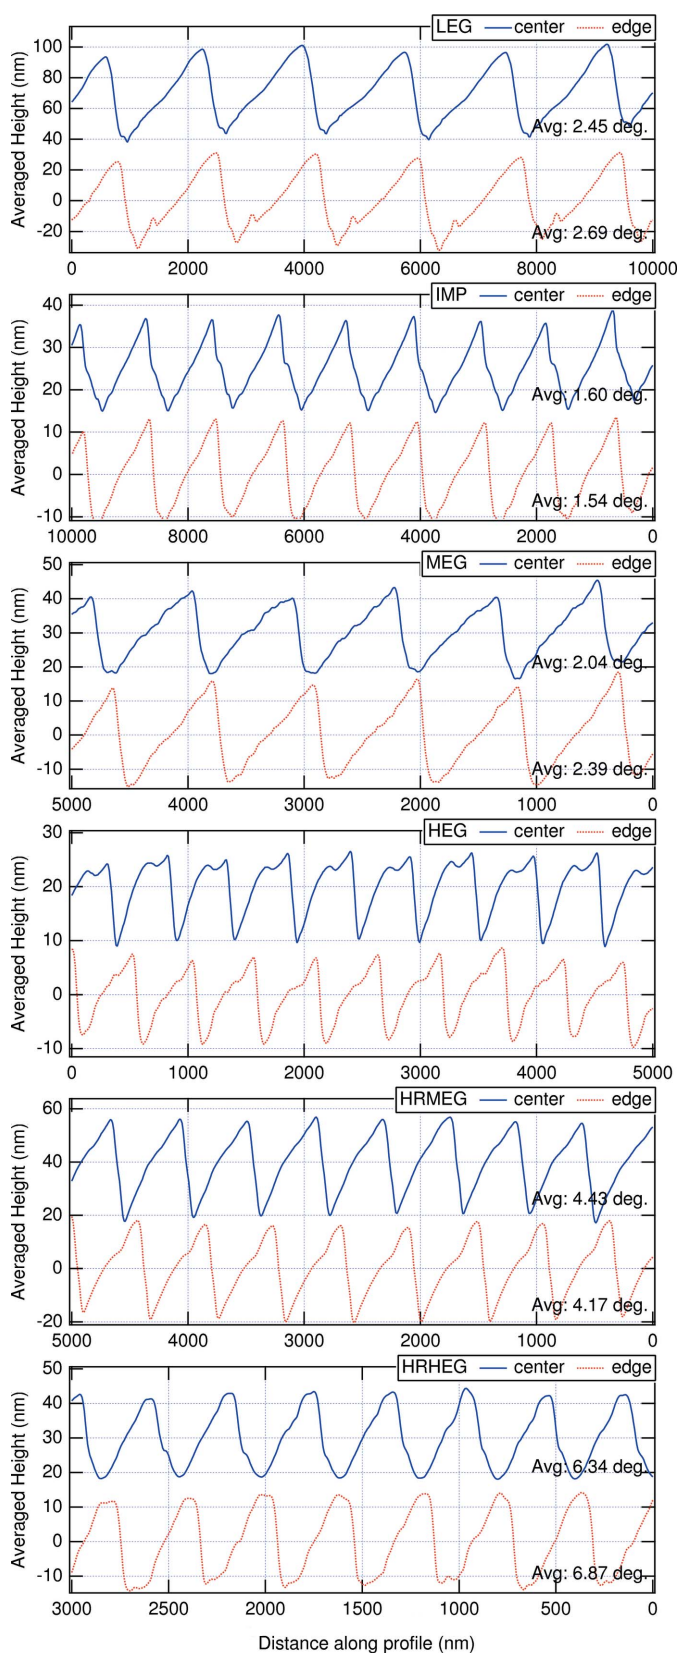 LEG center edge
Averaged Height (nm)
100
80
60
40
20
0
-20
Avg: 2.45 deg.
Avg: 2.69 deg.
0 2000 4000 6000 8000 10000
IMP center edge
Averaged Height (nm)
40
30
20
10
0
-10
Avg: 1.60 deg.
Avg: 1.54 deg.
10000 8000 6000 4000 2000 0
MEG center edge
Averaged Height (nm)
50
40
30
20
10
0
-10
Avg: 2.04 deg.
Avg: 2.39 deg.
5000 4000 3000 2000 1000 0
HEG center edge
Averaged Height (nm)
30
20
10
0
-10
0 1000 2000 3000 4000 5000
HRMEG center edge
Averaged Height (nm)
60
40
20
0
-20
Avg: 4.43 deg.
Avg: 4.17 deg.
5000 4000 3000 2000 1000 0
HRHEG center edge
Averaged Height (nm)
50
40
30
20
10
0
-10
Avg: 6.34 deg.
Avg: 6.87 deg.
3000 2500 2000 1500 1000 500 0
Distance along profile (nm)